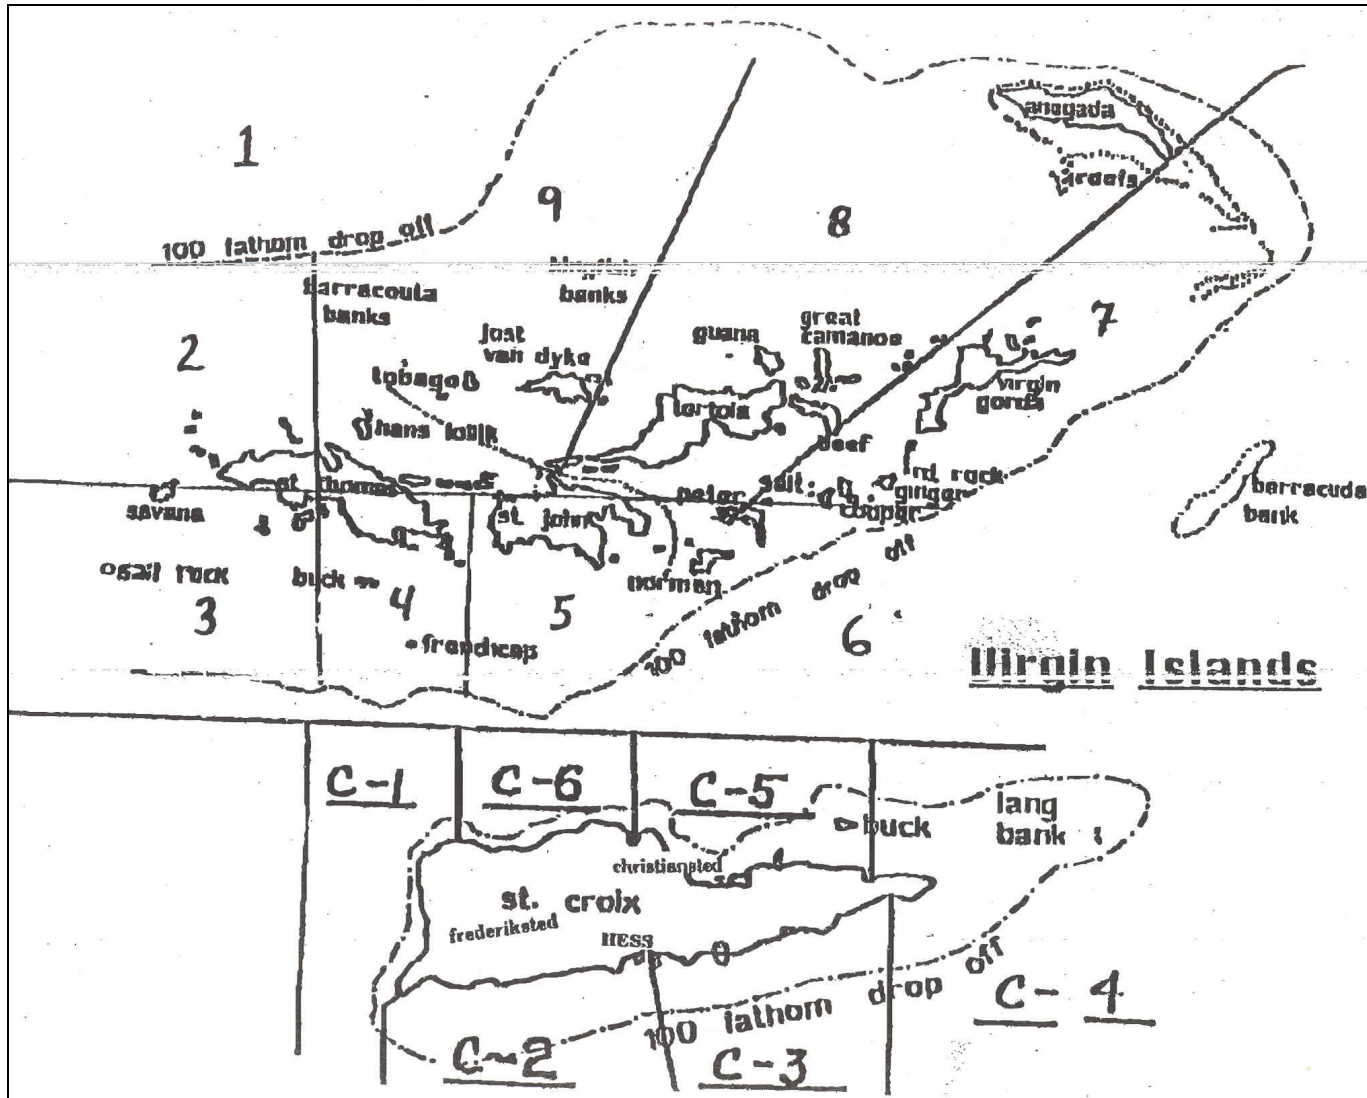 1
9
8
100 fathom drop off
anegada
reefs
barracouta
banks
banks
7
2
jost
van dyke
guana
great
camanoe
tobago
virgin
gorda
hans lollik
tortola
beef
st thomas
peter
salt
rd rock
ginger
cooper
savana
st john
barracuda
bank
sail rock
buck
norman
3
4
5
6
frendicap
100 fathom drop off
Virgin Islands
C-1
C-6
C-5
buck
lang
bank
christiansted
st. croix
frederiksted
HESS
100 fathom drop off
C-2
C-3
C-4